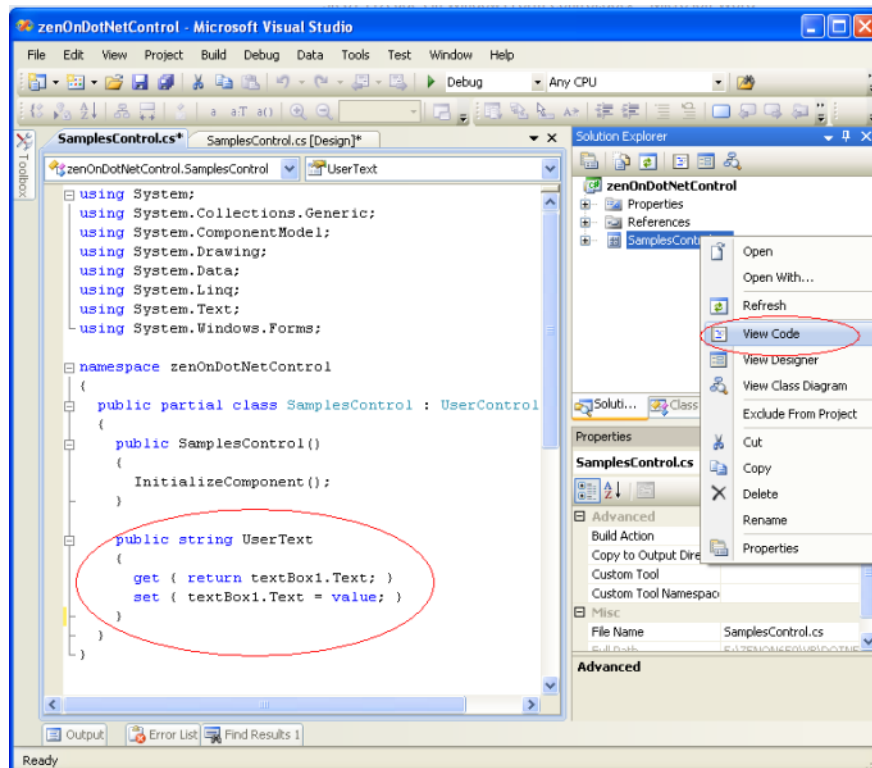 zenOnDotNetControl - Microsoft Visual Studio
File Edit View Project Build Debug Data Tools Test Window Help
Debug Any CPU
SamplesControl.cs* SamplesControl.cs [Design]*
Toolbox
zenOnDotNetControl.SamplesControl UserText
using System;
using System.Collections.Generic;
using System.ComponentModel;
using System.Drawing;
using System.Data;
using System.Linq;
using System.Text;
using System.Windows.Forms;
namespace zenOnDotNetControl
{
public partial class SamplesControl : UserControl
{
public SamplesControl()
{
InitializeComponent();
}
public string UserText
{
get { return textBox1.Text; }
set { textBox1.Text = value; }
}
}
}
Solution Explorer
zenOnDotNetControl
Properties
References
SamplesCont
Open
Open With...
Refresh
View Code
View Designer
View Class Diagram
Exclude From Project
Cut
Copy
Delete
Rename
Properties
Soluti... Class
Properties
SamplesControl.cs
Advanced
Build Action
Copy to Output Dire
Custom Tool
Custom Tool Namespac
Misc
File Name SamplesControl.cs
Full Path
Advanced
Output Error List Find Results 1
Ready